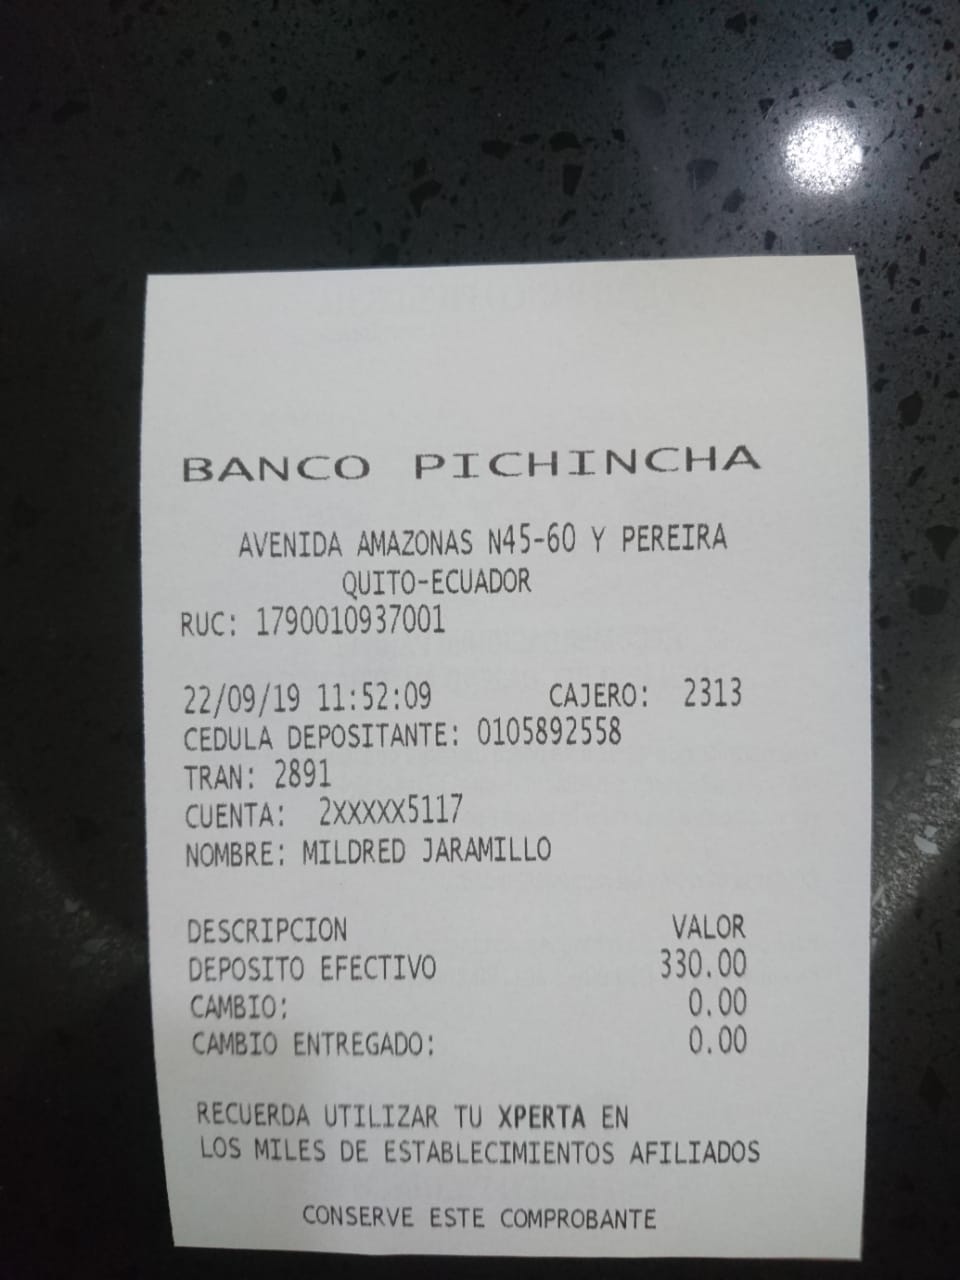 BANCO PICHINCHA
AVENIDA AMAZONAS N45-60 Y PEREIRA
QUITO-ECUADOR
RUC: 1790010937001
22/09/19 11:52:09 CAJERO: 2313
CEDULA DEPOSITANTE: 0105892558
TRAN: 2891
CUENTA: 2XXXXX5117
NOMBRE: MILDRED JARAMILLO
DESCRIPCION VALOR
DEPOSITO EFECTIVO 330.00
CAMBIO: 0.00
CAMBIO ENTREGADO: 0.00
RECUERDA UTILIZAR TU XPERTA EN
LOS MILES DE ESTABLECIMIENTOS AFILIADOS
CONSERVE ESTE COMPROBANTE